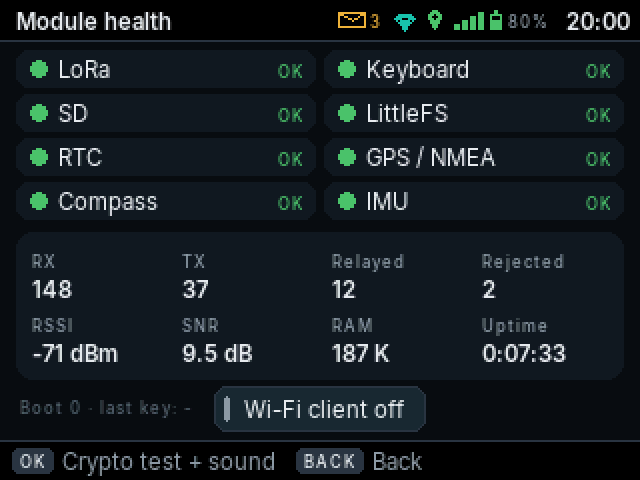 Module health 3 80% 20:00
LoRa OK Keyboard OK
SD OK LittleFS OK
RTC OK GPS / NMEA OK
Compass OK IMU OK
RX TX Relayed Rejected
148 37 12 2
RSSI SNR RAM Uptime
-71 dBm 9.5 dB 187 K 0:07:33
Boot 0 · last key: - Wi-Fi client off
OK Crypto test + sound BACK Back